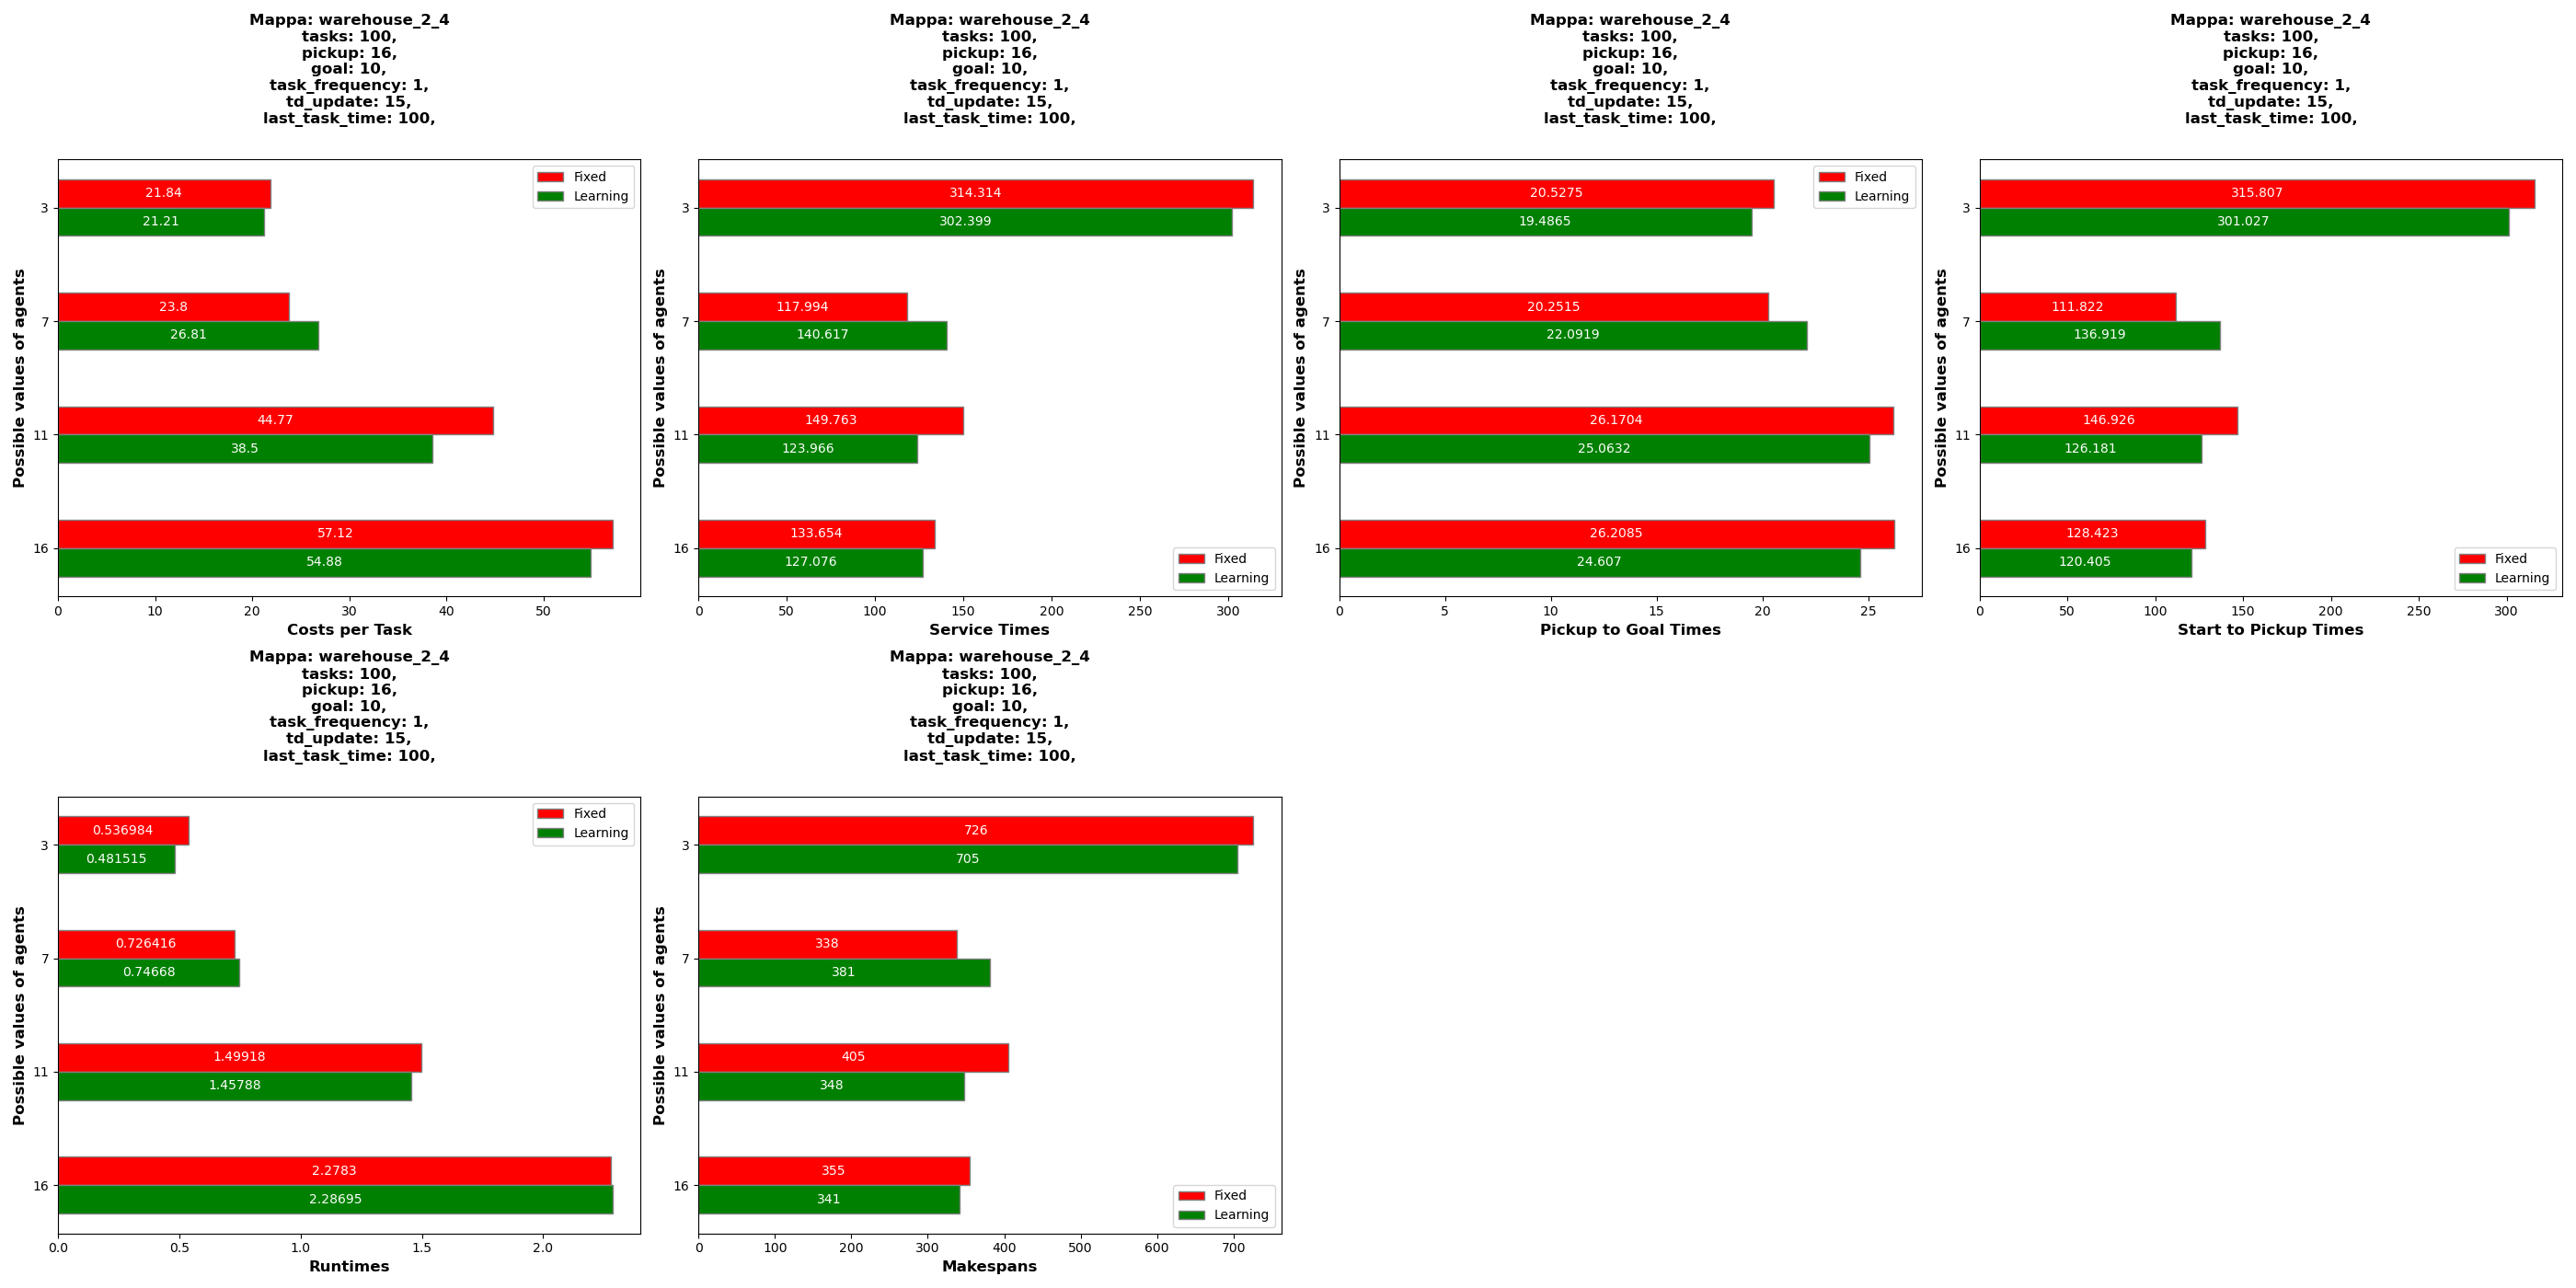 Mappa: warehouse_2_4
tasks: 100,
pickup: 16,
goal: 10,
task_frequency: 1,
td_update: 15,
last_task_time: 100,
Fixed
Learning
Possible values of agents
3
7
11
16
21.84
21.21
23.8
26.81
44.77
38.5
57.12
54.88
0 10 20 30 40 50
Costs per Task
Mappa: warehouse_2_4
tasks: 100,
pickup: 16,
goal: 10,
task_frequency: 1,
td_update: 15,
last_task_time: 100,
Possible values of agents
3
7
11
16
314.314
302.399
117.994
140.617
149.763
123.966
133.654
127.076
Fixed
Learning
0 50 100 150 200 250 300
Service Times
Mappa: warehouse_2_4
tasks: 100,
pickup: 16,
goal: 10,
task_frequency: 1,
td_update: 15,
last_task_time: 100,
Fixed
Learning
Possible values of agents
3
7
11
16
20.5275
19.4865
20.2515
22.0919
26.1704
25.0632
26.2085
24.607
0 5 10 15 20 25
Pickup to Goal Times
Mappa: warehouse_2_4
tasks: 100,
pickup: 16,
goal: 10,
task_frequency: 1,
td_update: 15,
last_task_time: 100,
Possible values of agents
3
7
11
16
315.807
301.027
111.822
136.919
146.926
126.181
128.423
120.405
Fixed
Learning
0 50 100 150 200 250 300
Start to Pickup Times
Mappa: warehouse_2_4
tasks: 100,
pickup: 16,
goal: 10,
task_frequency: 1,
td_update: 15,
last_task_time: 100,
Fixed
Learning
Possible values of agents
3
7
11
16
0.536984
0.481515
0.726416
0.74668
1.49918
1.45788
2.2783
2.28695
0.0 0.5 1.0 1.5 2.0
Runtimes
Mappa: warehouse_2_4
tasks: 100,
pickup: 16,
goal: 10,
task_frequency: 1,
td_update: 15,
last_task_time: 100,
Possible values of agents
3
7
11
16
726
705
338
381
405
348
355
341
Fixed
Learning
0 100 200 300 400 500 600 700
Makespans